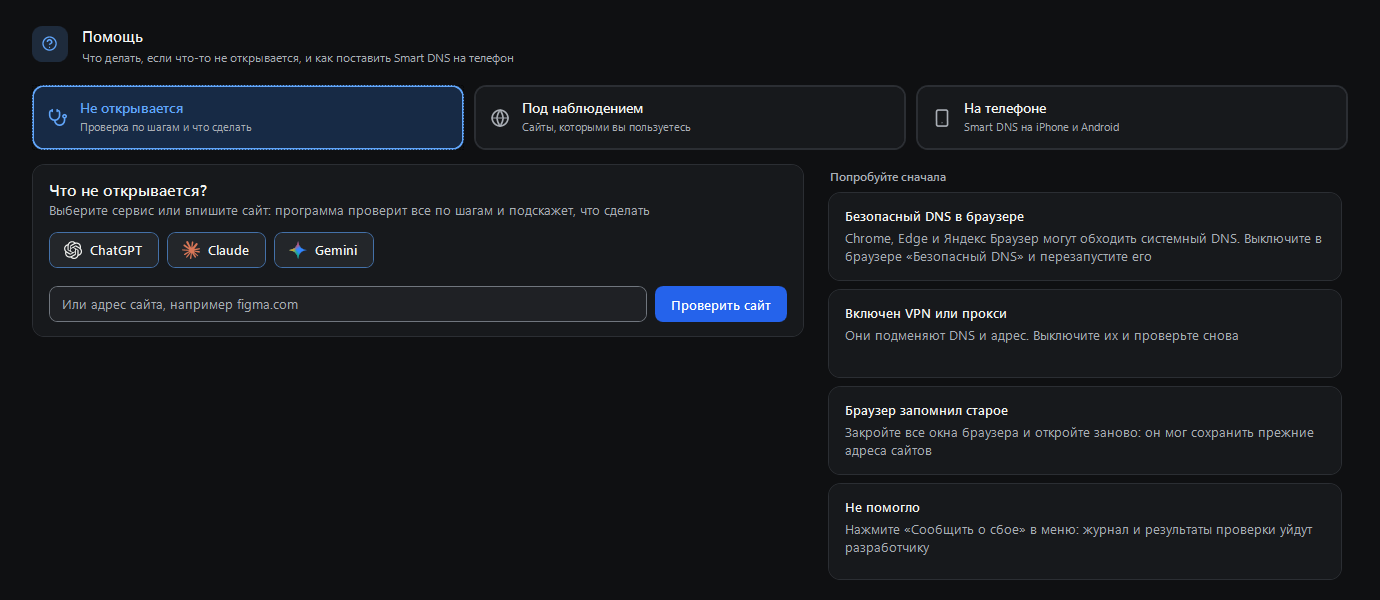 Помощь
Что делать, если что-то не открывается, и как поставить Smart DNS на телефон
Не открывается
Проверка по шагам и что сделать
Под наблюдением
Сайты, которыми вы пользуетесь
На телефоне
Smart DNS на iPhone и Android
Что не открывается?
Выберите сервис или впишите сайт: программа проверит все по шагам и подскажет, что сделать
ChatGPT
Claude
Gemini
Или адрес сайта, например figma.com
Проверить сайт
Попробуйте сначала
Безопасный DNS в браузере
Chrome, Edge и Яндекс Браузер могут обходить системный DNS. Выключите в
браузере «Безопасный DNS» и перезапустите его
Включен VPN или прокси
Они подменяют DNS и адрес. Выключите их и проверьте снова
Браузер запомнил старое
Закройте все окна браузера и откройте заново: он мог сохранить прежние
адреса сайтов
Не помогло
Нажмите «Сообщить о сбое» в меню: журнал и результаты проверки уйдут
разработчику